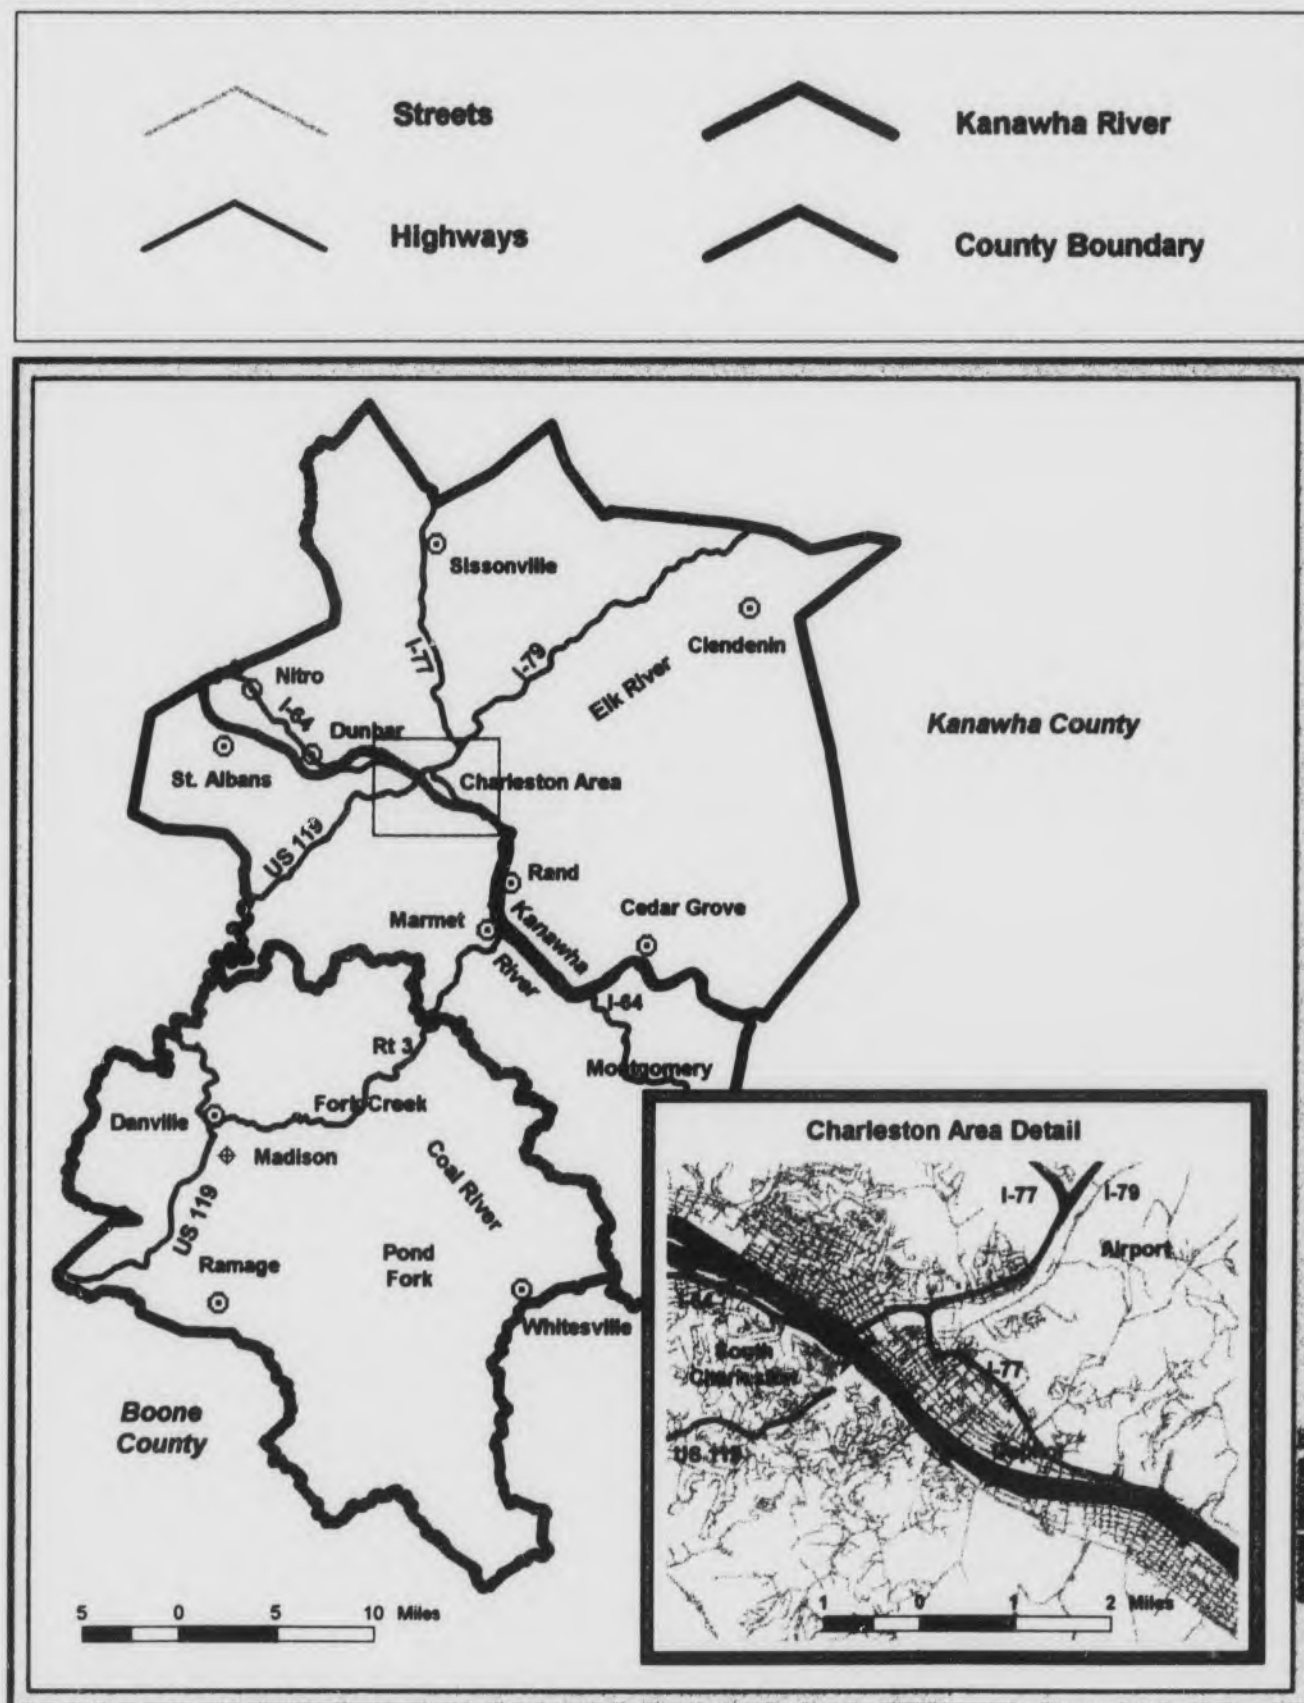 Streets
Kanawha River
Highways
County Boundary
Sissonville
Clendenin
I-77
I-79
Elk River
Nitro
I-64
Dunbar
Kanawha County
St. Albans
Charleston Area
US 119
Rand
Cedar Grove
Marmet
Kanawha
River
I-64
Rt 3
Montgomery
Danville
Fork Creek
Madison
Coal River
US 119
Ramage
Pond
Fork
Whitesville
Boone
County
5 0 5 10 Miles
Charleston Area Detail
I-77
I-79
Airport
South
Charleston
I-77
US 119
1 0 1 2 Miles